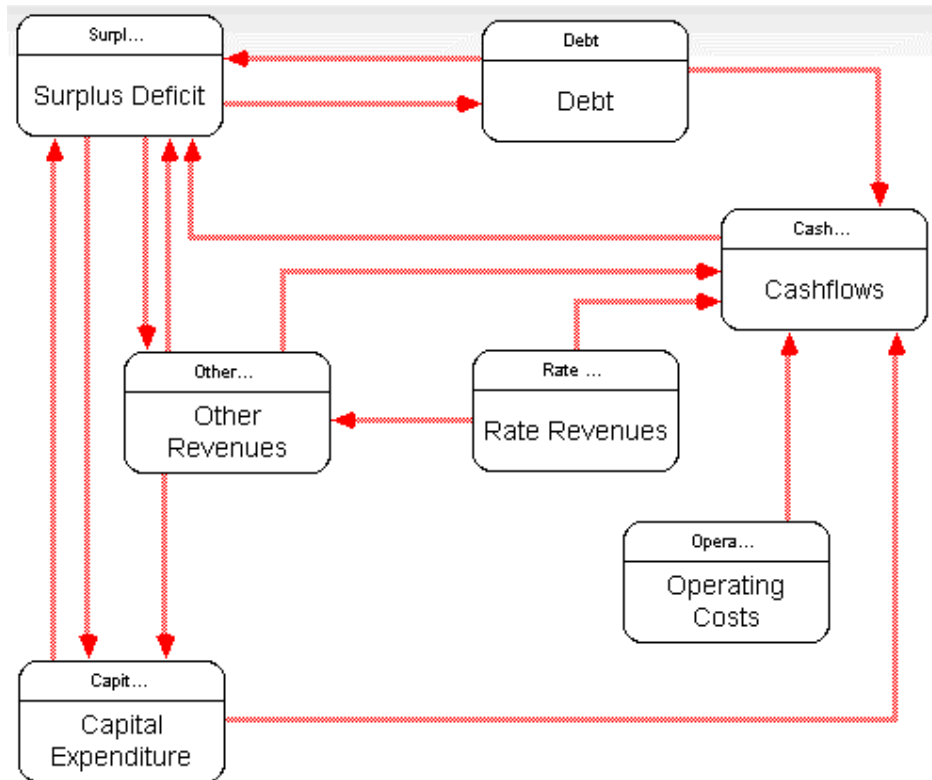 Surpl...
Surplus Deficit
Debt
Debt
Cash...
Cashflows
Other...
Other
Revenues
Rate ...
Rate Revenues
Opera...
Operating
Costs
Capit...
Capital
Expenditure